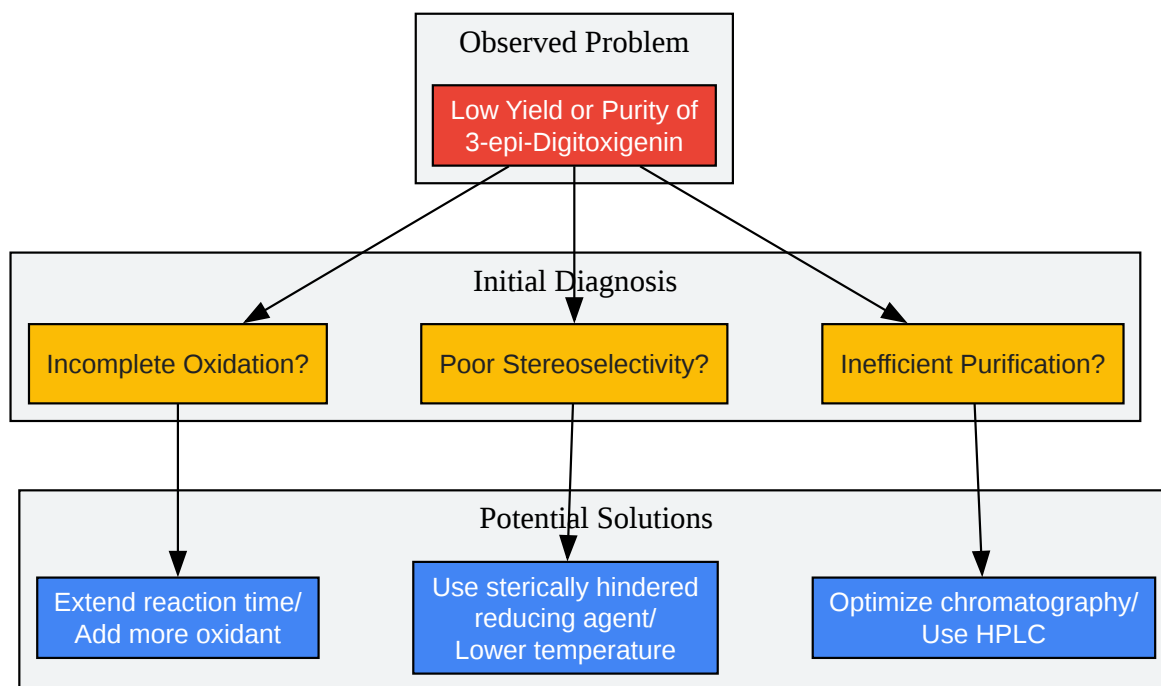 Observed Problem
Low Yield or Purity of
3-epi-Digitoxigenin
Initial Diagnosis
Incomplete Oxidation?
Poor Stereoselectivity?
Inefficient Purification?
Potential Solutions
Extend reaction time/
Add more oxidant
Use sterically hindered
reducing agent/
Lower temperature
Optimize chromatography/
Use HPLC